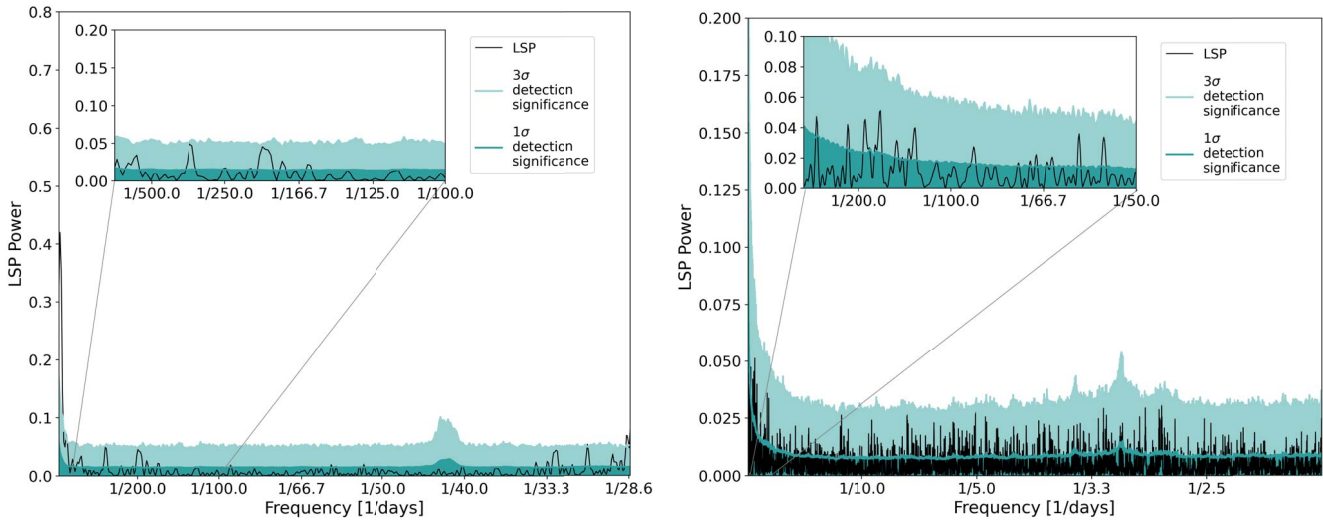 0.8
0.7
0.6
0.5
0.4
0.3
0.2
0.1
0.0
LSP Power
0.20
0.15
0.10
0.05
0.00
1/500.0 1/250.0 1/166.7 1/125.0 1/100.0
LSP
3σ
detection
significance
1σ
detection
significance
1/200.0 1/100.0 1/66.7 1/50.0 1/40.0 1/33.3 1/28.6
Frequency [1/days]
0.200
0.175
0.150
0.125
0.100
0.075
0.050
0.025
0.000
LSP Power
0.10
0.08
0.06
0.04
0.02
0.00
1/200.0 1/100.0 1/66.7 1/50.0
LSP
3σ
detection
significance
1σ
detection
significance
1/10.0 1/5.0 1/3.3 1/2.5
Frequency [1/days]